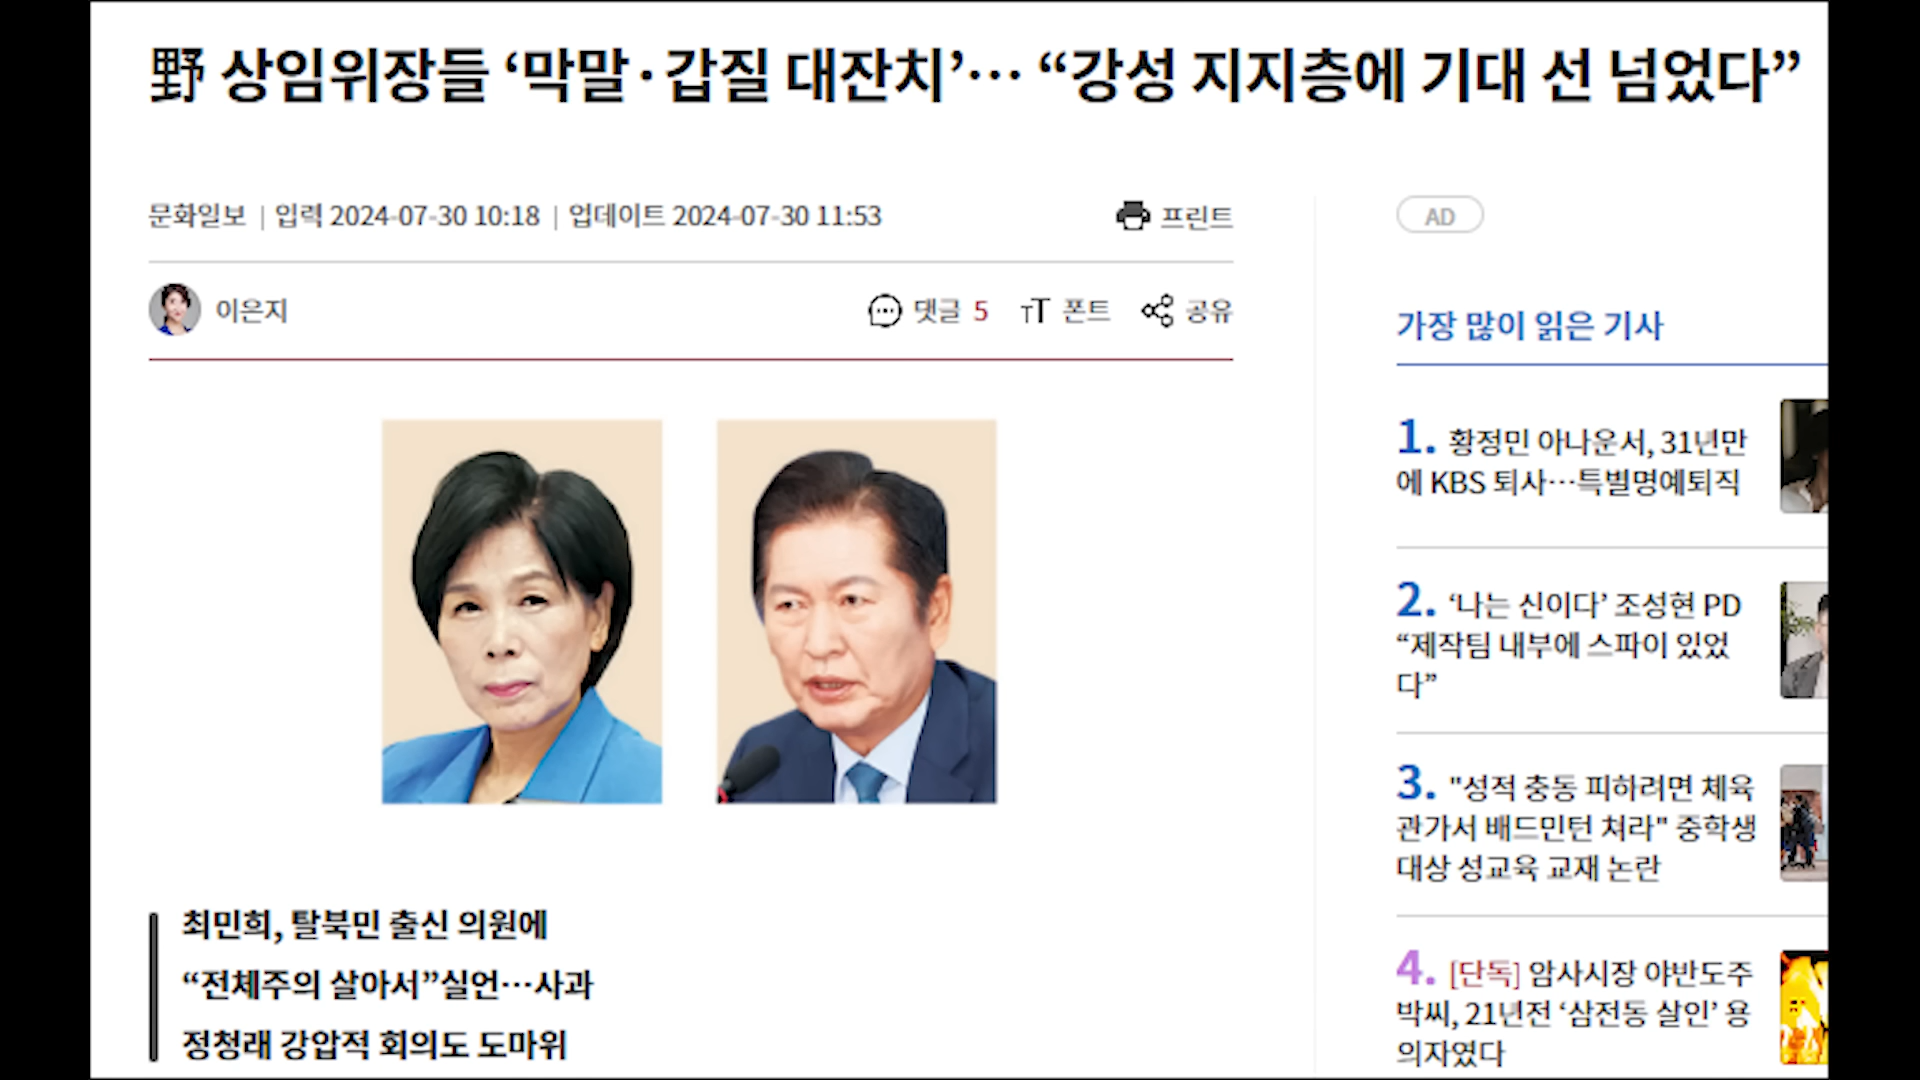 野 상임위장들 ‘막말·갑질 대잔치’… “강성 지지층에 기대 선 넘었다”
문화일보 | 입력 2024-07-30 10:18 | 업데이트 2024-07-30 11:53
프린트
이은지
댓글 5
тT 폰트
공유
최민희, 탈북민 출신 의원에
“전체주의 살아서”실언…사과
정청래 강압적 회의도 도마위
AD
가장 많이 읽은 기사
1. 황정민 아나운서, 31년만
에 KBS 퇴사…특별명예퇴직
2. ‘나는 신이다’ 조성현 PD
“제작팀 내부에 스파이 있었
다”
3. "성적 충동 피하려면 체육
관가서 배드민턴 쳐라" 중학생
대상 성교육 교재 논란
4. [단독] 암사시장 야반도주
박씨, 21년전 ‘삼전동 살인’ 용
의자였다